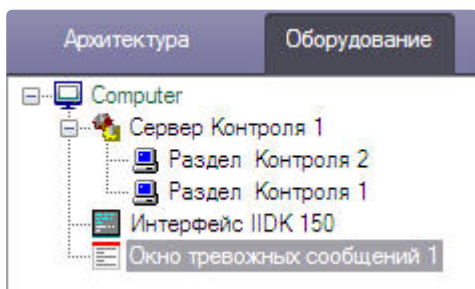 Архитектура Оборудование
Computer
Сервер Контроля 1
Раздел Контроля 2
Раздел Контроля 1
Интерфейс IIDK 150
Окно тревожных сообщений 1